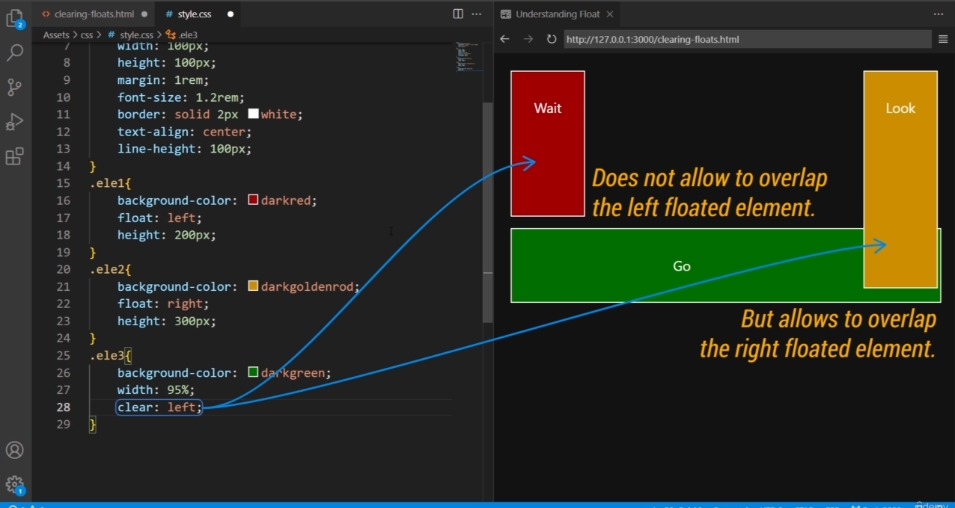 clearing-floats.html
style.css
Understanding Float
Assets > css > # style.css > .ele3
http://127.0.0.1:3000/clearing-floats.html
7 width: 100px;
8 height: 100px;
9 margin: 1rem;
10 font-size: 1.2rem;
11 border: solid 2px white;
12 text-align: center;
13 line-height: 100px;
14 }
15 .ele1{
16 background-color: darkred;
17 float: left;
18 height: 200px;
19 }
20 .ele2{
21 background-color: darkgoldenrod;
22 float: right;
23 height: 300px;
24 }
25 .ele3{
26 background-color: darkgreen;
27 width: 95%;
28 clear: left;
29 }
Wait
Look
Does not allow to overlap
the left floated element.
Go
But allows to overlap
the right floated element.
2
1